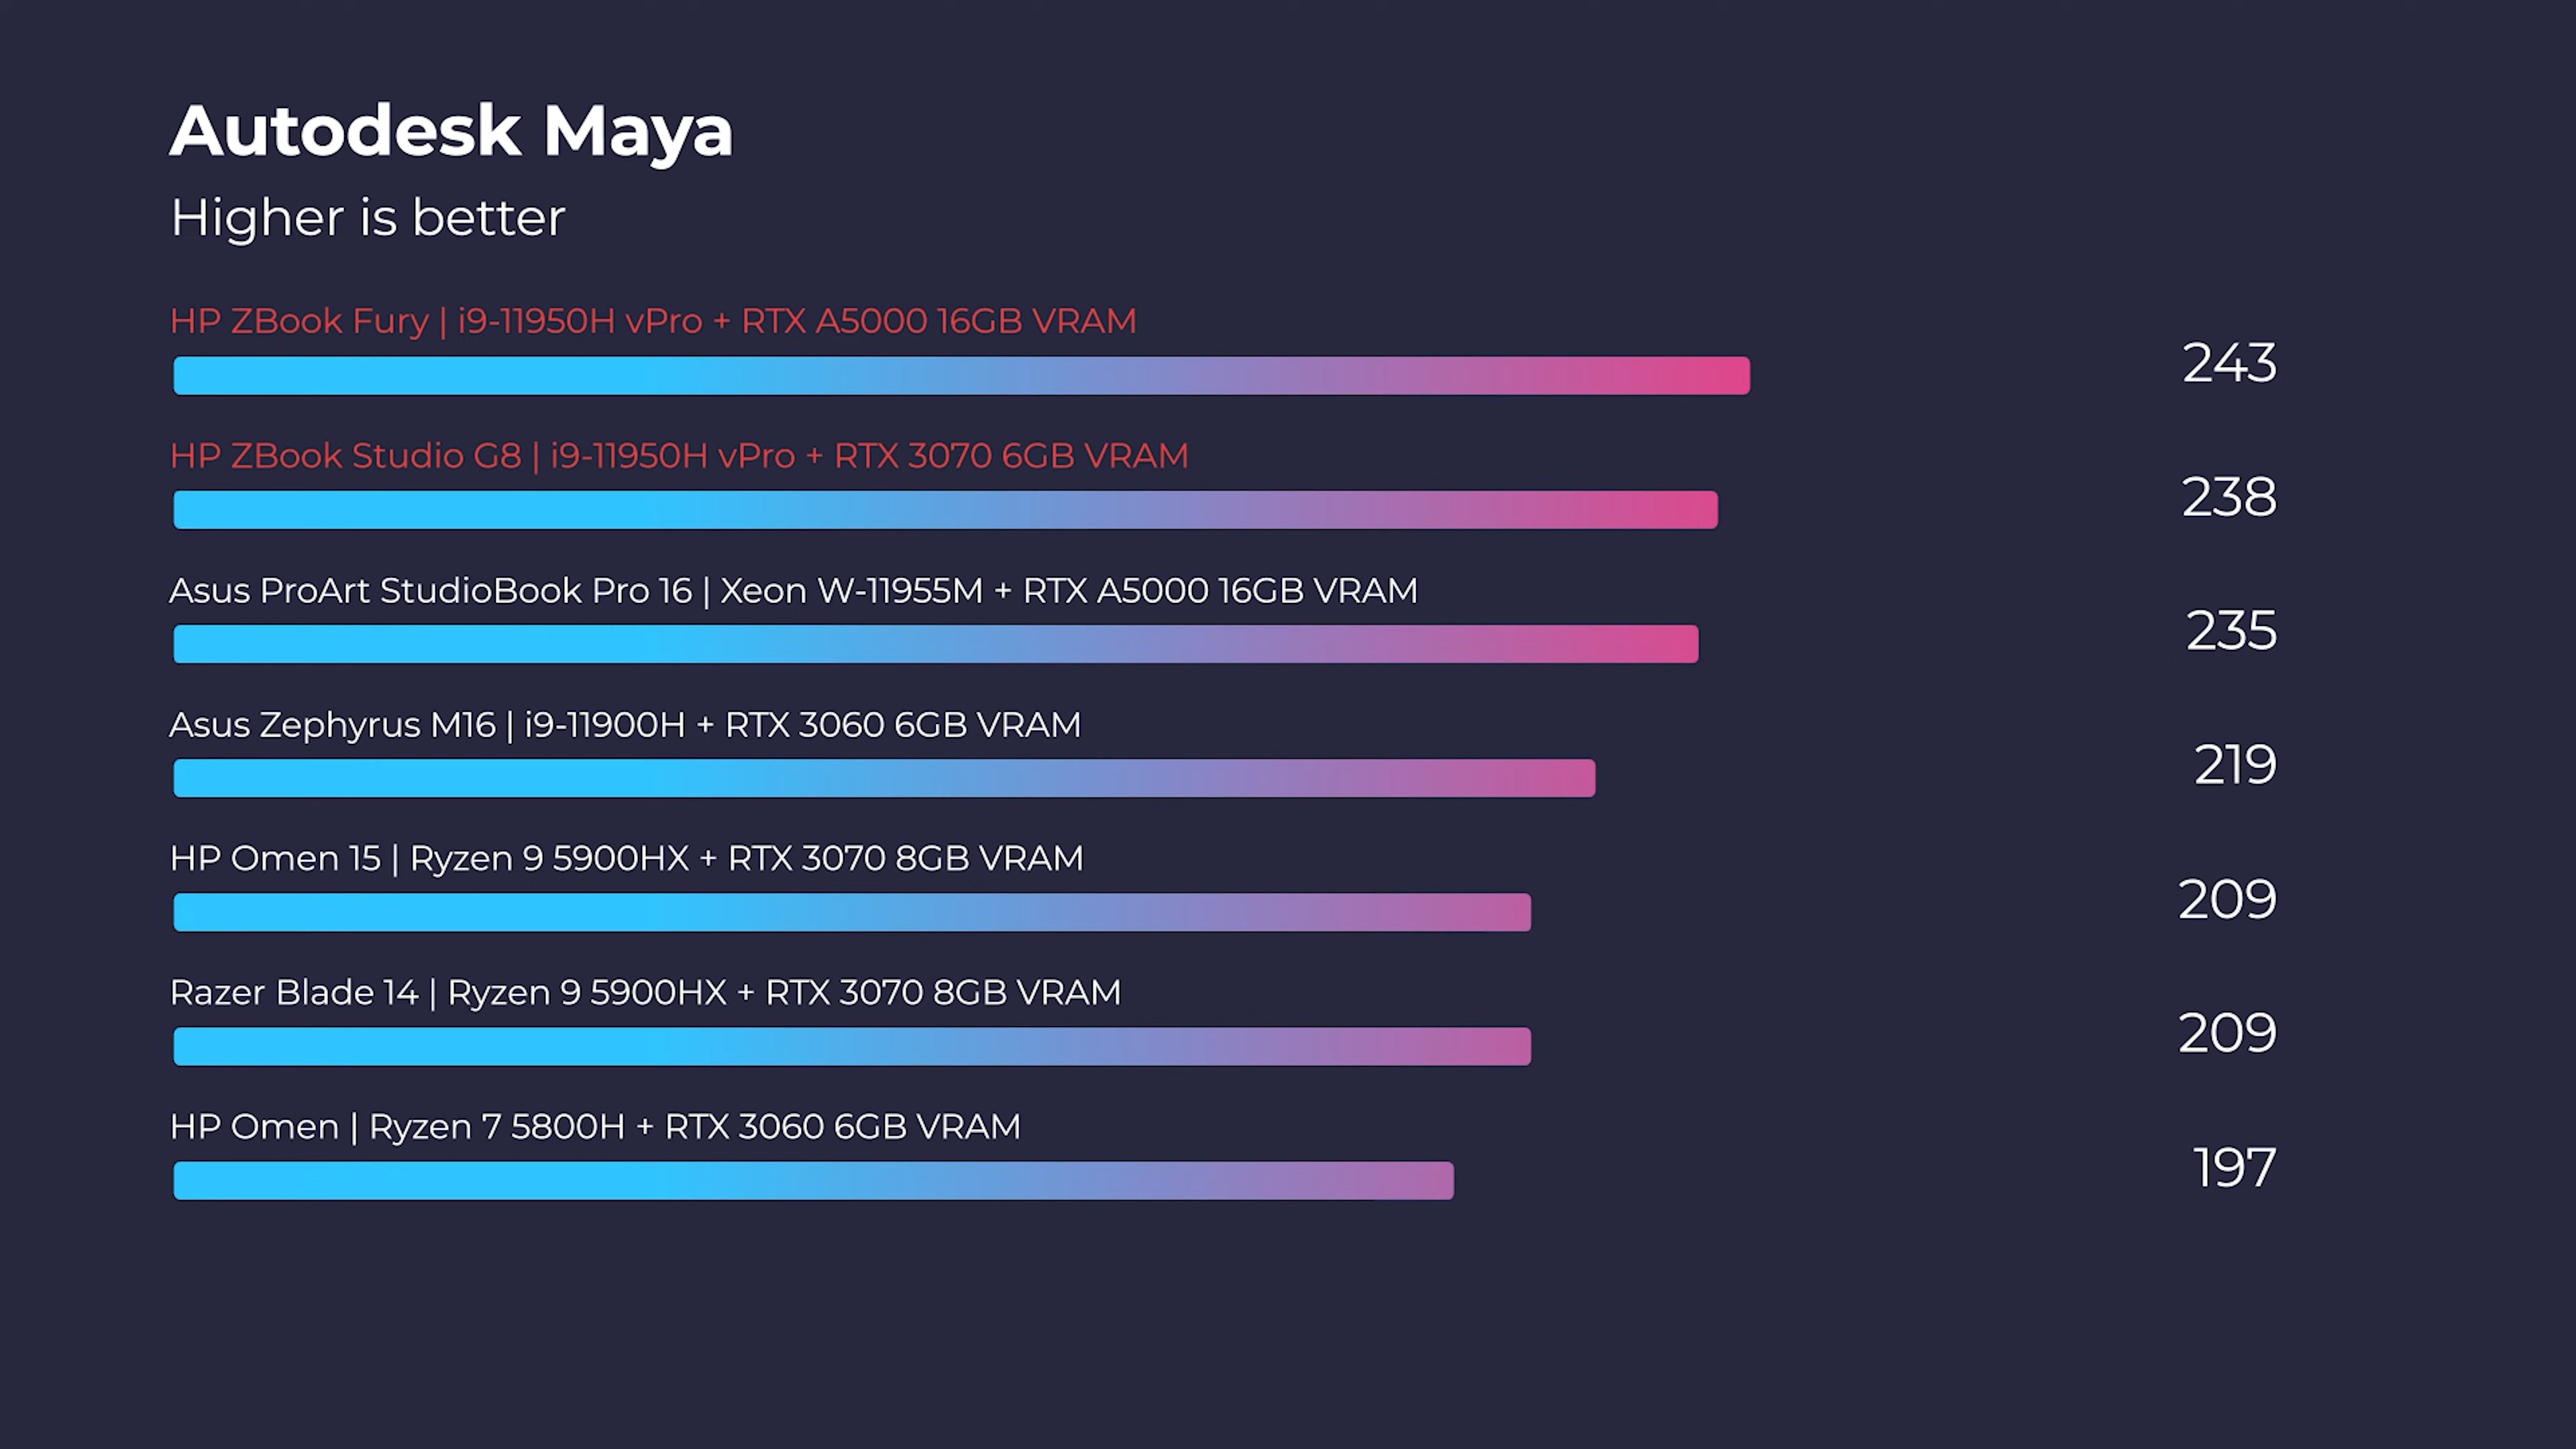 Autodesk Maya
Higher is better
HP ZBook Fury | i9-11950H vPro + RTX A5000 16GB VRAM
243
HP ZBook Studio G8 | i9-11950H vPro + RTX 3070 6GB VRAM
238
Asus ProArt StudioBook Pro 16 | Xeon W-11955M + RTX A5000 16GB VRAM
235
Asus Zephyrus M16 | i9-11900H + RTX 3060 6GB VRAM
219
HP Omen 15 | Ryzen 9 5900HX + RTX 3070 8GB VRAM
209
Razer Blade 14 | Ryzen 9 5900HX + RTX 3070 8GB VRAM
209
HP Omen | Ryzen 7 5800H + RTX 3060 6GB VRAM
197